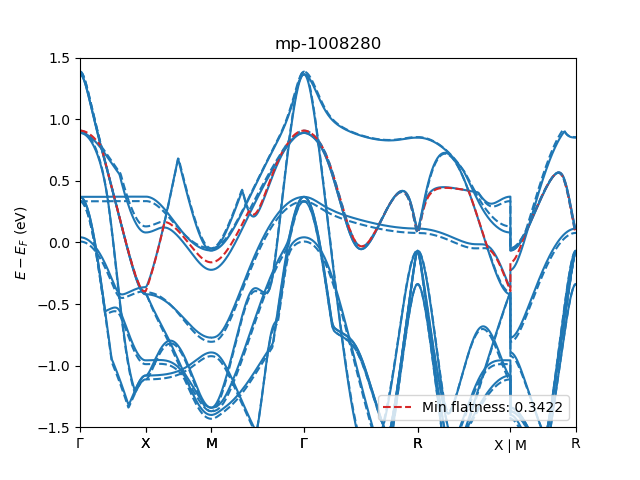 mp-1008280
E − E_F (eV)
1.5
1.0
0.5
0.0
−0.5
−1.0
−1.5
Min flatness: 0.3422
Γ X M Γ R X | M R